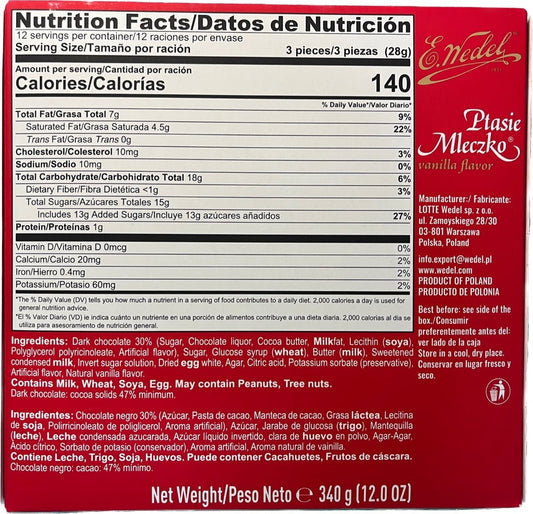 Nutrition Facts/Datos de Nutrición
12 servings per container/12 raciones por envase
Serving Size/Tamaño por ración 3 pieces/3 piezas (28g)
Amount per serving/Cantidad por ración
Calories/Calorías 140
% Daily Value*/Valor Diario*
Total Fat/Grasa Total 7g 9%
Saturated Fat/Grasa Saturada 4.5g 22%
Trans Fat/Grasa Trans 0g
Cholesterol/Colesterol 10mg 3%
Sodium/Sodio 10mg 0%
Total Carbohydrate/Carbohidrato Total 18g 6%
Dietary Fiber/Fibra Dietética <1g 3%
Total Sugars/Azúcares Totales 15g
Includes 13g Added Sugars/Incluye 13g azúcares añadidos 27%
Protein/Proteínas 1g
Vitamin D/Vitamina D 0mcg 0%
Calcium/Calcio 20mg 2%
Iron/Hierro 0.4mg 2%
Potassium/Potasio 60mg 2%
*The % Daily Value (DV) tells you how much a nutrient in a serving of food contributes to a daily diet. 2,000 calories a day is used for
general nutrition advice.
*El % Valor Diario (VD) le indica cuánto un nutriente en una porción de alimentos contribuye a una dieta diaria. 2,000 calorías al día se
utiliza para asesoramiento de nutrición general.
E. Wedel
1851
Ptasie
Mleczko®
vanilla flavor
Manufacturer:/ Fabricante:
LOTTE Wedel sp. z o.o.
ul. Zamoyskiego 28/30
03-801 Warszawa
Polska, Poland
info.export@wedel.pl
www.wedel.com
PRODUCT OF POLAND
PRODUCTO DE POLONIA
Best before: see side of the
box./Consumir
preferentemente antes del:
ver lado de la caja
Store in a cool, dry place.
Conservar en lugar fresco y
seco.
Ingredients: Dark chocolate 30% (Sugar, Chocolate liquor, Cocoa butter, Milkfat, Lecithin (soya),
Polyglycerol polyricinoleate, Artificial flavor), Sugar, Glucose syrup (wheat), Butter (milk), Sweetened
condensed milk, Invert sugar solution, Dried egg white, Agar, Citric acid, Potassium sorbate (preservative),
Artificial flavor, Natural vanilla flavor.
Contains Milk, Wheat, Soya, Egg. May contain Peanuts, Tree nuts.
Dark chocolate: cocoa solids 47% minimum.
Ingredientes: Chocolate negro 30% (Azúcar, Pasta de cacao, Manteca de cacao, Grasa láctea, Lecitina
de soja, Polirricinoleato de poliglicerol, Aroma artificial), Azúcar, Jarabe de glucosa (trigo), Mantequilla
(leche), Leche condensada azucarada, Azúcar líquido invertido, clara de huevo en polvo, Agar-Agar,
Ácido cítrico, Sorbato de potasio (conservador), Aroma artificial, Aroma natural de vainilla.
Contiene Leche, Trigo, Soja, Huevos. Puede contener Cacahuetes, Frutos de cáscara.
Chocolate negro: cacao: 47% mínimo.
Net Weight/Peso Neto ℮ 340 g (12.0 OZ)